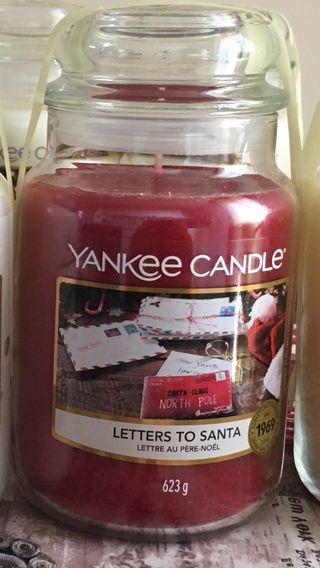 YANKEE CANDLE®
SANTA CLAUS
NORTH POLE
LETTERS TO SANTA
LETTRE AU PÈRE-NOËL
1969
623 g